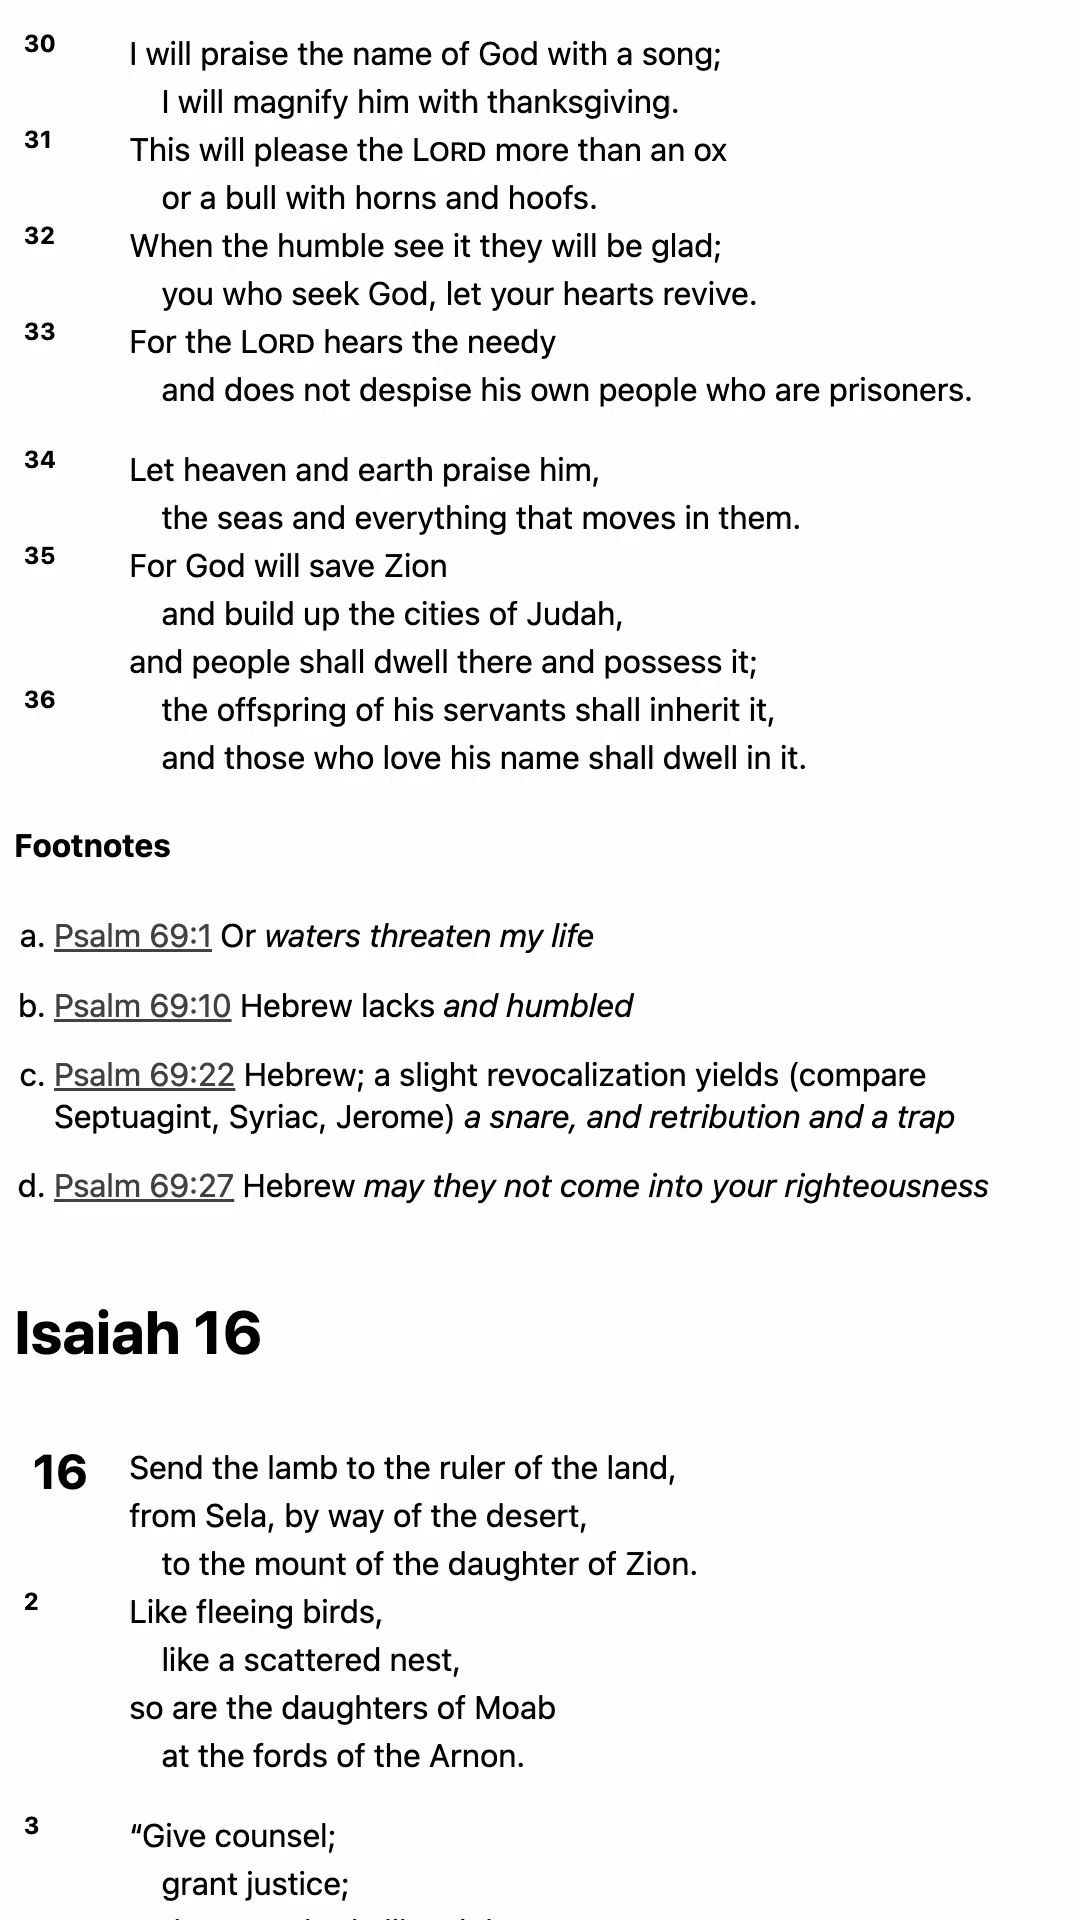 30 I will praise the name of God with a song;
I will magnify him with thanksgiving.
31 This will please the LORD more than an ox
or a bull with horns and hoofs.
32 When the humble see it they will be glad;
you who seek God, let your hearts revive.
33 For the LORD hears the needy
and does not despise his own people who are prisoners.
34 Let heaven and earth praise him,
the seas and everything that moves in them.
35 For God will save Zion
and build up the cities of Judah,
and people shall dwell there and possess it;
36 the offspring of his servants shall inherit it,
and those who love his name shall dwell in it.
Footnotes
a. Psalm 69:1 Or waters threaten my life
b. Psalm 69:10 Hebrew lacks and humbled
c. Psalm 69:22 Hebrew; a slight revocalization yields (compare
Septuagint, Syriac, Jerome) a snare, and retribution and a trap
d. Psalm 69:27 Hebrew may they not come into your righteousness
Isaiah 16
16 Send the lamb to the ruler of the land,
from Sela, by way of the desert,
to the mount of the daughter of Zion.
2 Like fleeing birds,
like a scattered nest,
so are the daughters of Moab
at the fords of the Arnon.
3 “Give counsel;
grant justice;